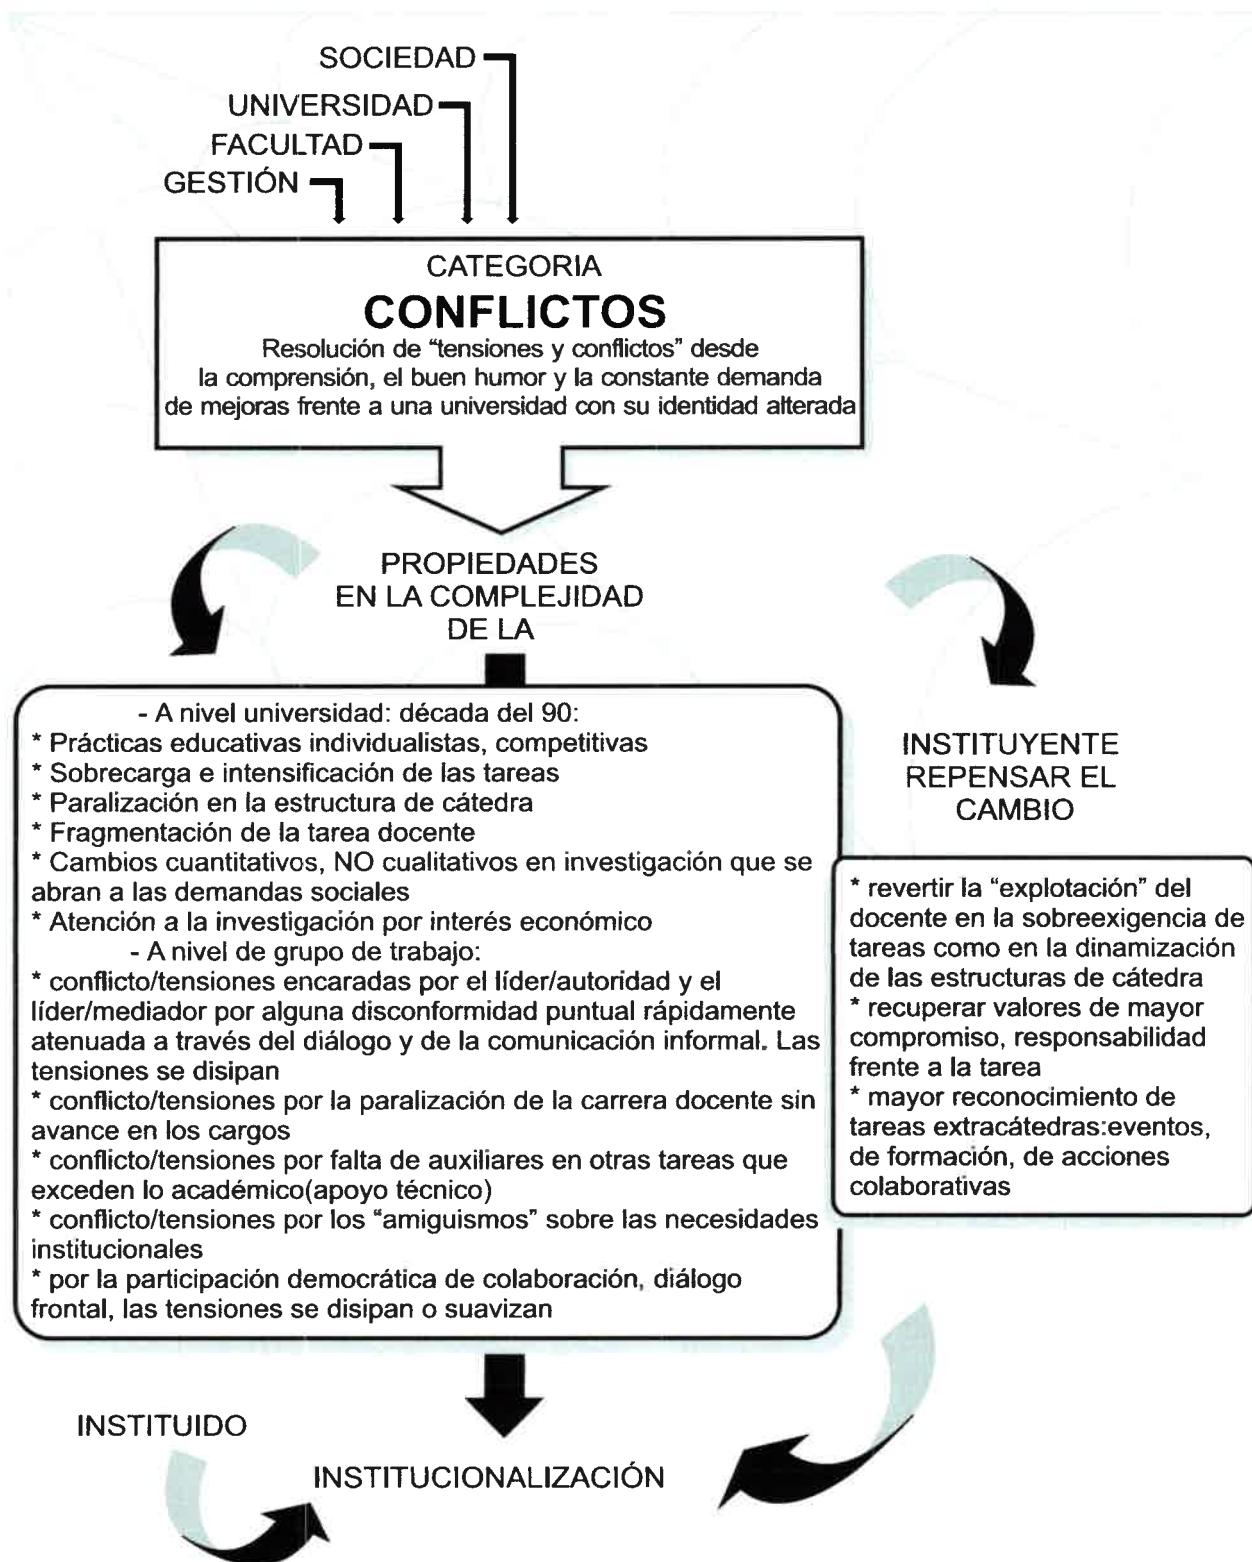 SOCIEDAD
UNIVERSIDAD
FACULTAD
GESTIÓN
CATEGORIA
CONFLICTOS
Resolución de “tensiones y conflictos” desde
la comprensión, el buen humor y la constante demanda
de mejoras frente a una universidad con su identidad alterada
PROPIEDADES
EN LA COMPLEJIDAD
DE LA
- A nivel universidad: década del 90:
* Prácticas educativas individualistas, competitivas
* Sobrecarga e intensificación de las tareas
* Paralización en la estructura de cátedra
* Fragmentación de la tarea docente
* Cambios cuantitativos, NO cualitativos en investigación que se
abran a las demandas sociales
* Atención a la investigación por interés económico
- A nivel de grupo de trabajo:
* conflicto/tensiones encaradas por el líder/autoridad y el
líder/mediador por alguna disconformidad puntual rápidamente
atenuada a través del diálogo y de la comunicación informal. Las
tensiones se disipan
* conflicto/tensiones por la paralización de la carrera docente sin
avance en los cargos
* conflicto/tensiones por falta de auxiliares en otras tareas que
exceden lo académico(apoyo técnico)
* conflicto/tensiones por los “amiguismos” sobre las necesidades
institucionales
* por la participación democrática de colaboración, diálogo
frontal, las tensiones se disipan o suavizan
INSTITUYENTE
REPENSAR EL
CAMBIO
* revertir la “explotación” del
docente en la sobreexigencia de
tareas como en la dinamización
de las estructuras de cátedra
* recuperar valores de mayor
compromiso, responsabilidad
frente a la tarea
* mayor reconocimiento de
tareas extracátedras:eventos,
de formación, de acciones
colaborativas
INSTITUIDO
INSTITUCIONALIZACIÓN